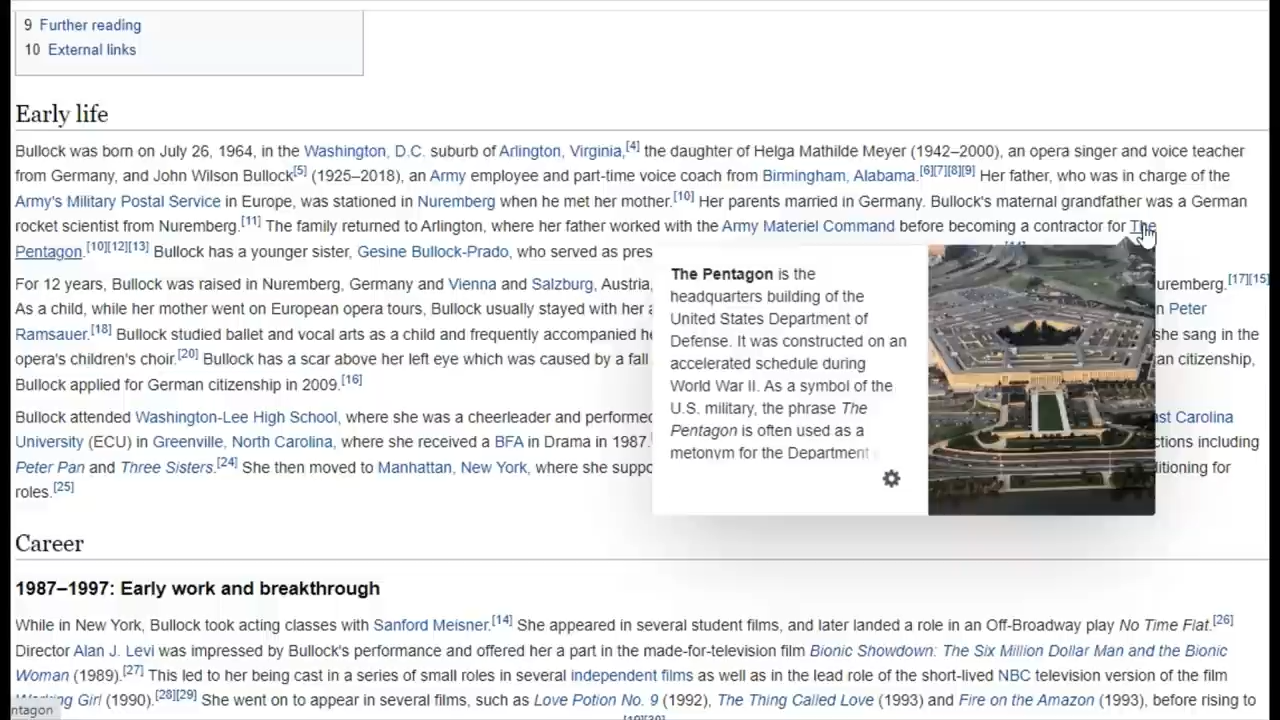 9 Further reading
10 External links
Early life
Bullock was born on July 26, 1964, in the Washington, D.C. suburb of Arlington, Virginia,[4] the daughter of Helga Mathilde Meyer (1942–2000), an opera singer and voice teacher
from Germany, and John Wilson Bullock[5] (1925–2018), an Army employee and part-time voice coach from Birmingham, Alabama.[6][7][8][9] Her father, who was in charge of the
Army's Military Postal Service in Europe, was stationed in Nuremberg when he met her mother.[10] Her parents married in Germany. Bullock's maternal grandfather was a German
rocket scientist from Nuremberg.[11] The family returned to Arlington, where her father worked with the Army Materiel Command before becoming a contractor for The
Pentagon.[10][12][13] Bullock has a younger sister, Gesine Bullock-Prado, who served as pres
For 12 years, Bullock was raised in Nuremberg, Germany and Vienna and Salzburg, Austria, uremberg.[17][15]
As a child, while her mother went on European opera tours, Bullock usually stayed with her Peter
Ramsauer.[18] Bullock studied ballet and vocal arts as a child and frequently accompanied he she sang in the
opera's children's choir.[20] Bullock has a scar above her left eye which was caused by a fall an citizenship,
Bullock applied for German citizenship in 2009.[16]
Bullock attended Washington-Lee High School, where she was a cheerleader and performed ast Carolina
University (ECU) in Greenville, North Carolina, where she received a BFA in Drama in 1987. ctions including
Peter Pan and Three Sisters.[24] She then moved to Manhattan, New York, where she suppo ditioning for
roles.[25]
The Pentagon is the
headquarters building of the
United States Department of
Defense. It was constructed on an
accelerated schedule during
World War II. As a symbol of the
U.S. military, the phrase The
Pentagon is often used as a
metonym for the Department
Career
1987–1997: Early work and breakthrough
While in New York, Bullock took acting classes with Sanford Meisner.[14] She appeared in several student films, and later landed a role in an Off-Broadway play No Time Flat.[26]
Director Alan J. Levi was impressed by Bullock's performance and offered her a part in the made-for-television film Bionic Showdown: The Six Million Dollar Man and the Bionic
Woman (1989).[27] This led to her being cast in a series of small roles in several independent films as well as in the lead role of the short-lived NBC television version of the film
Working Girl (1990).[28][29] She went on to appear in several films, such as Love Potion No. 9 (1992), The Thing Called Love (1993) and Fire on the Amazon (1993), before rising to
ntagon